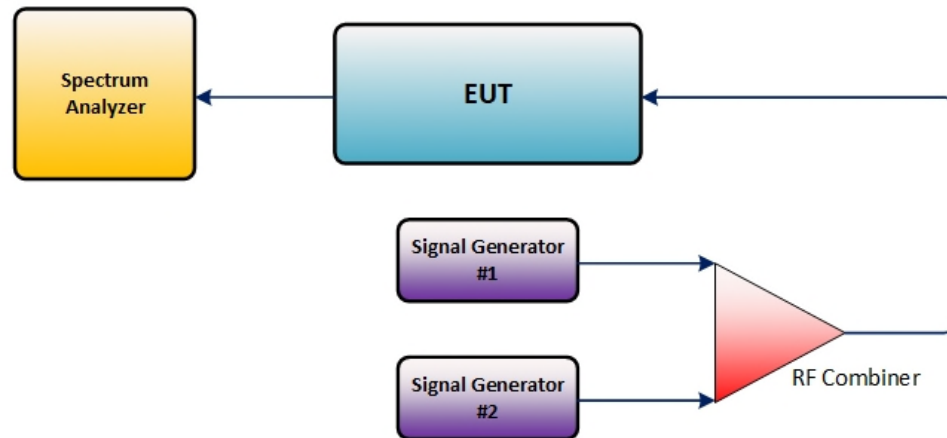 Spectrum
Analyzer
EUT
Signal Generator
#1
Signal Generator
#2
RF Combiner